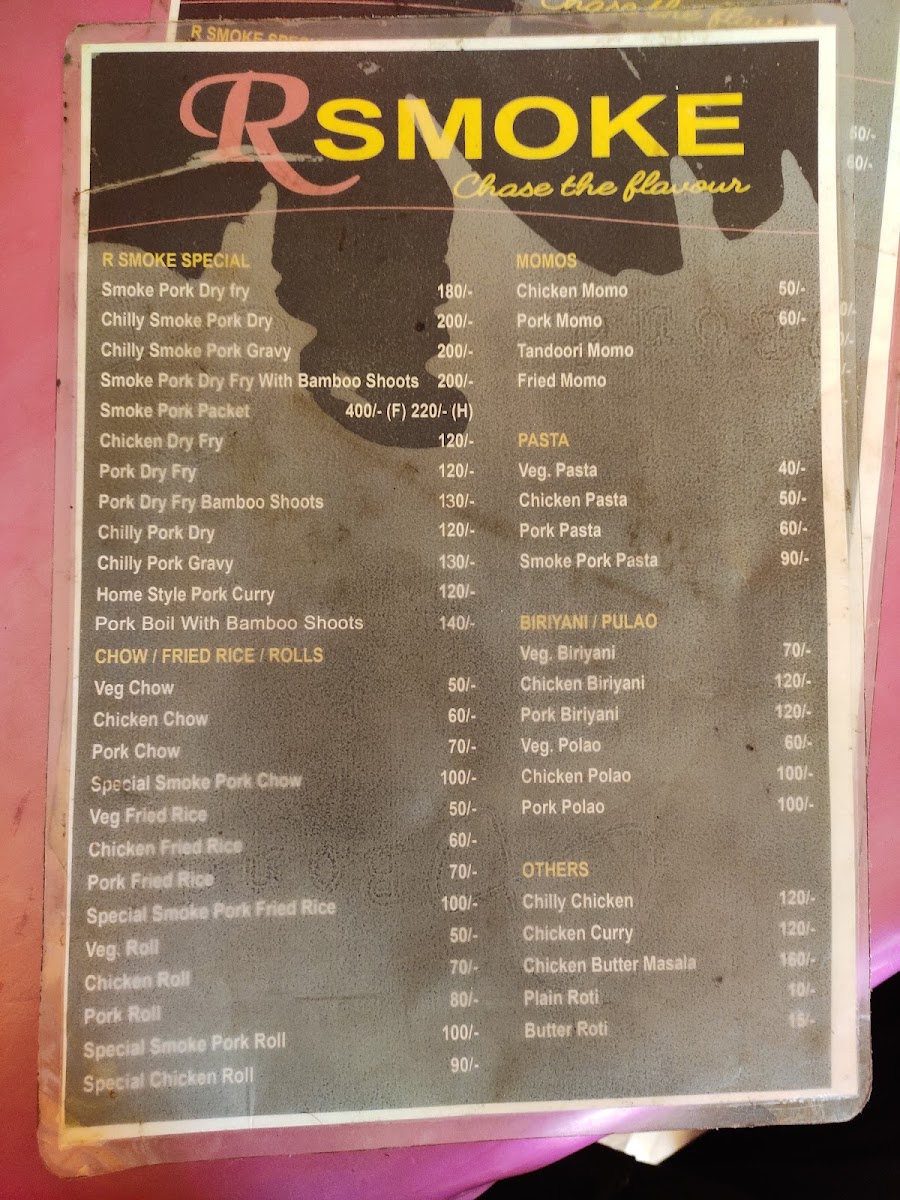 R SMOKE SPEC
Chase the flavour
RSMOKE
Chase the flavour
60/-
60/-
R SMOKE SPECIAL
Smoke Pork Dry fry 180/-
Chilly Smoke Pork Dry 200/-
Chilly Smoke Pork Gravy 200/-
Smoke Pork Dry Fry With Bamboo Shoots 200/-
Smoke Pork Packet 400/- (F) 220/- (H)
Chicken Dry Fry 120/-
Pork Dry Fry 120/-
Pork Dry Fry Bamboo Shoots 130/-
Chilly Pork Dry 120/-
Chilly Pork Gravy 130/-
Home Style Pork Curry 120/-
Pork Boil With Bamboo Shoots 140/-
CHOW / FRIED RICE / ROLLS
Veg Chow 50/-
Chicken Chow 60/-
Pork Chow 70/-
Special Smoke Pork Chow 100/-
Veg Fried Rice 50/-
Chicken Fried Rice 60/-
Pork Fried Rice 70/-
Special Smoke Pork Fried Rice 100/-
Veg. Roll 50/-
Chicken Roll 70/-
Pork Roll 80/-
Special Smoke Pork Roll 100/-
Special Chicken Roll 90/-
MOMOS
Chicken Momo 50/-
Pork Momo 60/-
Tandoori Momo
Fried Momo
PASTA
Veg. Pasta 40/-
Chicken Pasta 50/-
Pork Pasta 60/-
Smoke Pork Pasta 90/-
BIRIYANI / PULAO
Veg. Biriyani 70/-
Chicken Biriyani 120/-
Pork Biriyani 120/-
Veg. Polao 60/-
Chicken Polao 100/-
Pork Polao 100/-
OTHERS
Chilly Chicken 120/-
Chicken Curry 120/-
Chicken Butter Masala 160/-
Plain Roti 10/-
Butter Roti 15/-